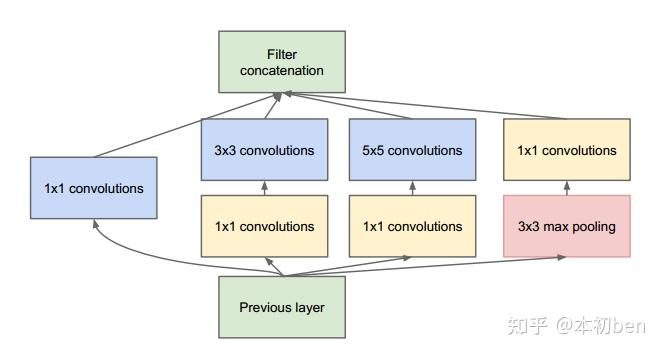 Filter
concatenation
3x3 convolutions
5x5 convolutions
1x1 convolutions
1x1 convolutions
1x1 convolutions
1x1 convolutions
3x3 max pooling
Previous layer
知乎 @本初ben